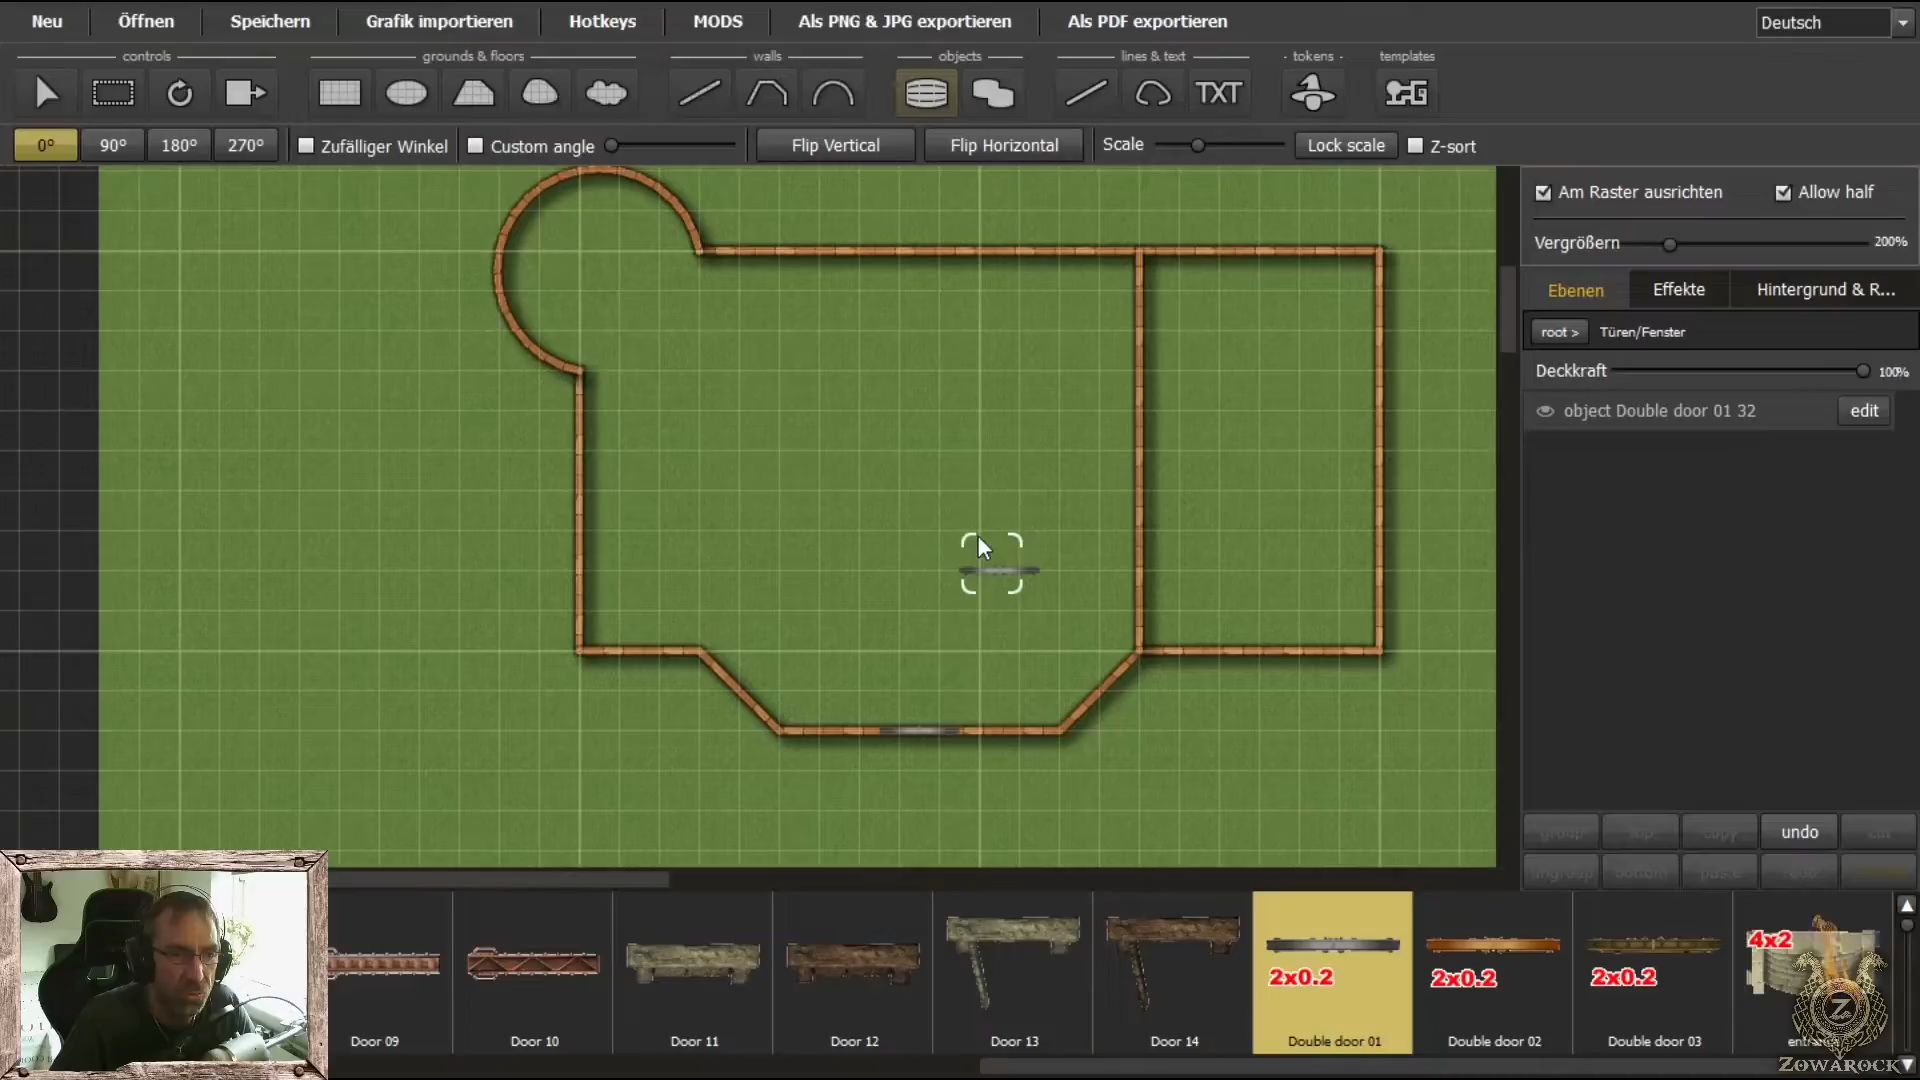 Neu Öffnen Speichern Grafik importieren Hotkeys MODS Als PNG & JPG exportieren Als PDF exportieren Deutsch
controls grounds & floors walls objects lines & text tokens templates
TXT
0° 90° 180° 270° Zufälliger Winkel Custom angle Flip Vertical Flip Horizontal Scale Lock scale Z-sort
Am Raster ausrichten Allow half
Vergrößern 200%
Ebenen Effekte Hintergrund & R...
root > Türen/Fenster
Deckkraft 100%
object Double door 01 32 edit
group copy undo
ungroup paste
2x0.2 2x0.2 2x0.2 4x2
Door 09 Door 10 Door 11 Door 12 Door 13 Door 14 Double door 01 Double door 02 Double door 03
ZOWAROCK